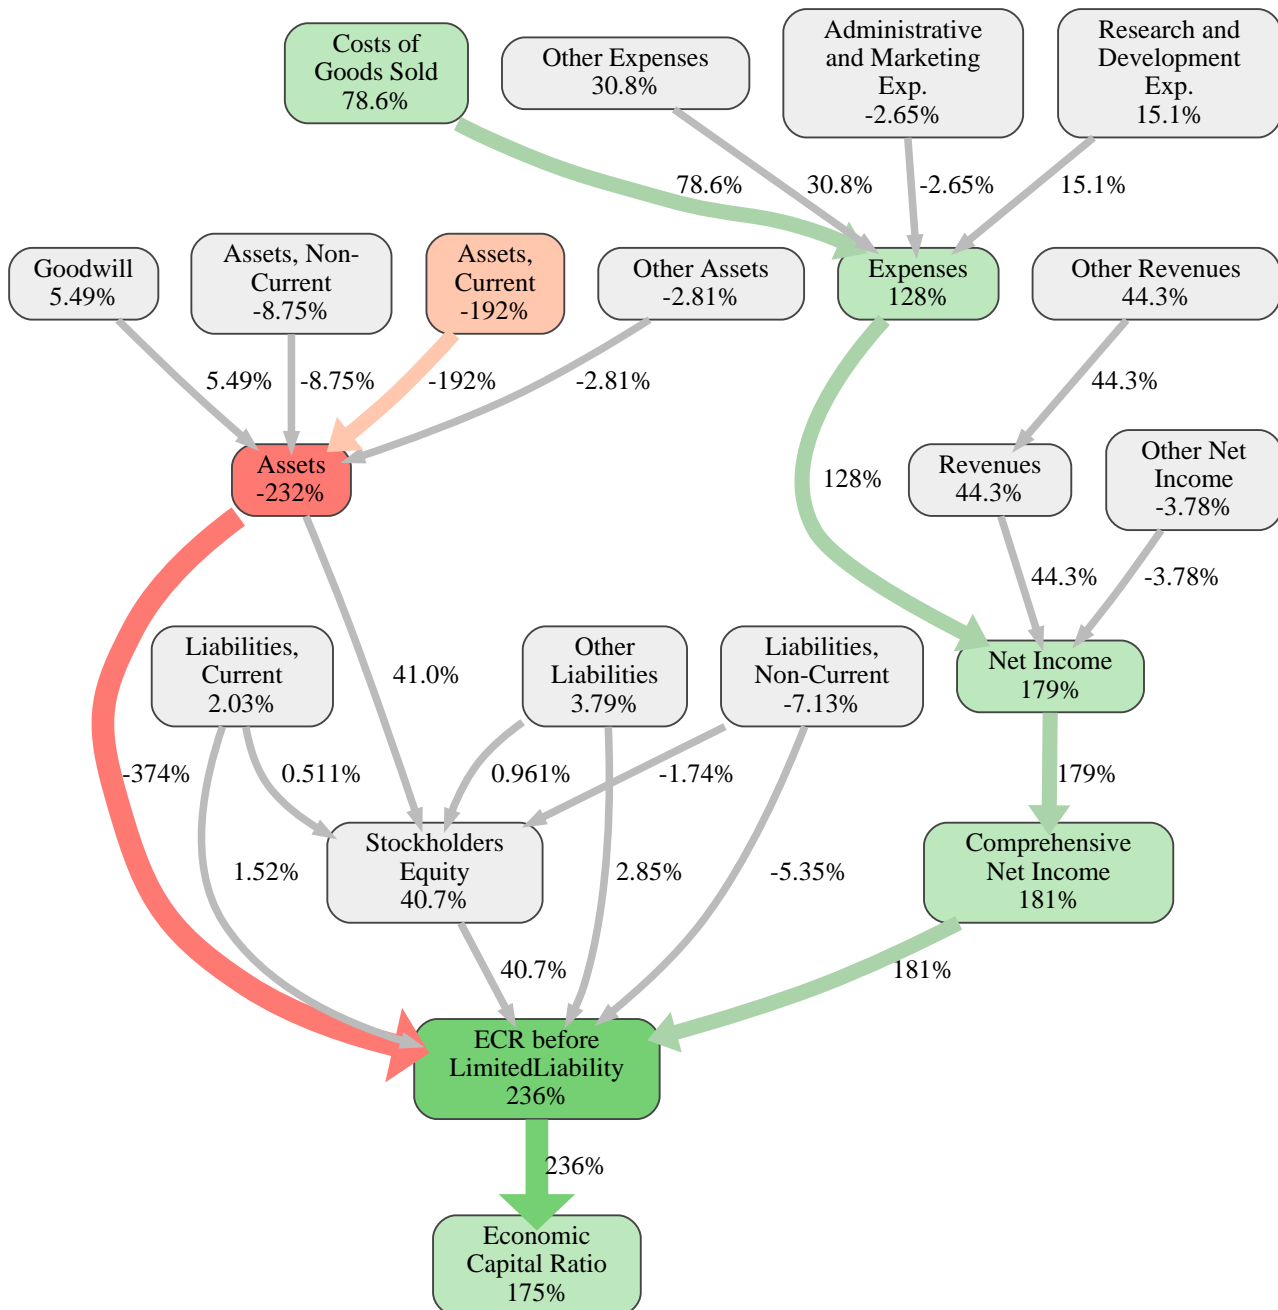 Costs of
Goods Sold
78.6%
Other Expenses
30.8%
Administrative
and Marketing
Exp.
-2.65%
Research and
Development
Exp.
15.1%
78.6%
30.8%
-2.65%
15.1%
Goodwill
5.49%
Assets, Non-
Current
-8.75%
Assets,
Current
-192%
Other Assets
-2.81%
Expenses
128%
Other Revenues
44.3%
5.49%
-8.75%
-192%
-2.81%
44.3%
Assets
-232%
128%
Revenues
44.3%
Other Net
Income
-3.78%
44.3%
-3.78%
Liabilities,
Current
2.03%
41.0%
Other
Liabilities
3.79%
Liabilities,
Non-Current
-7.13%
Net Income
179%
-374%
0.511%
0.961%
-1.74%
179%
1.52%
Stockholders
Equity
40.7%
2.85%
-5.35%
Comprehensive
Net Income
181%
40.7%
181%
ECR before
LimitedLiability
236%
236%
Economic
Capital Ratio
175%